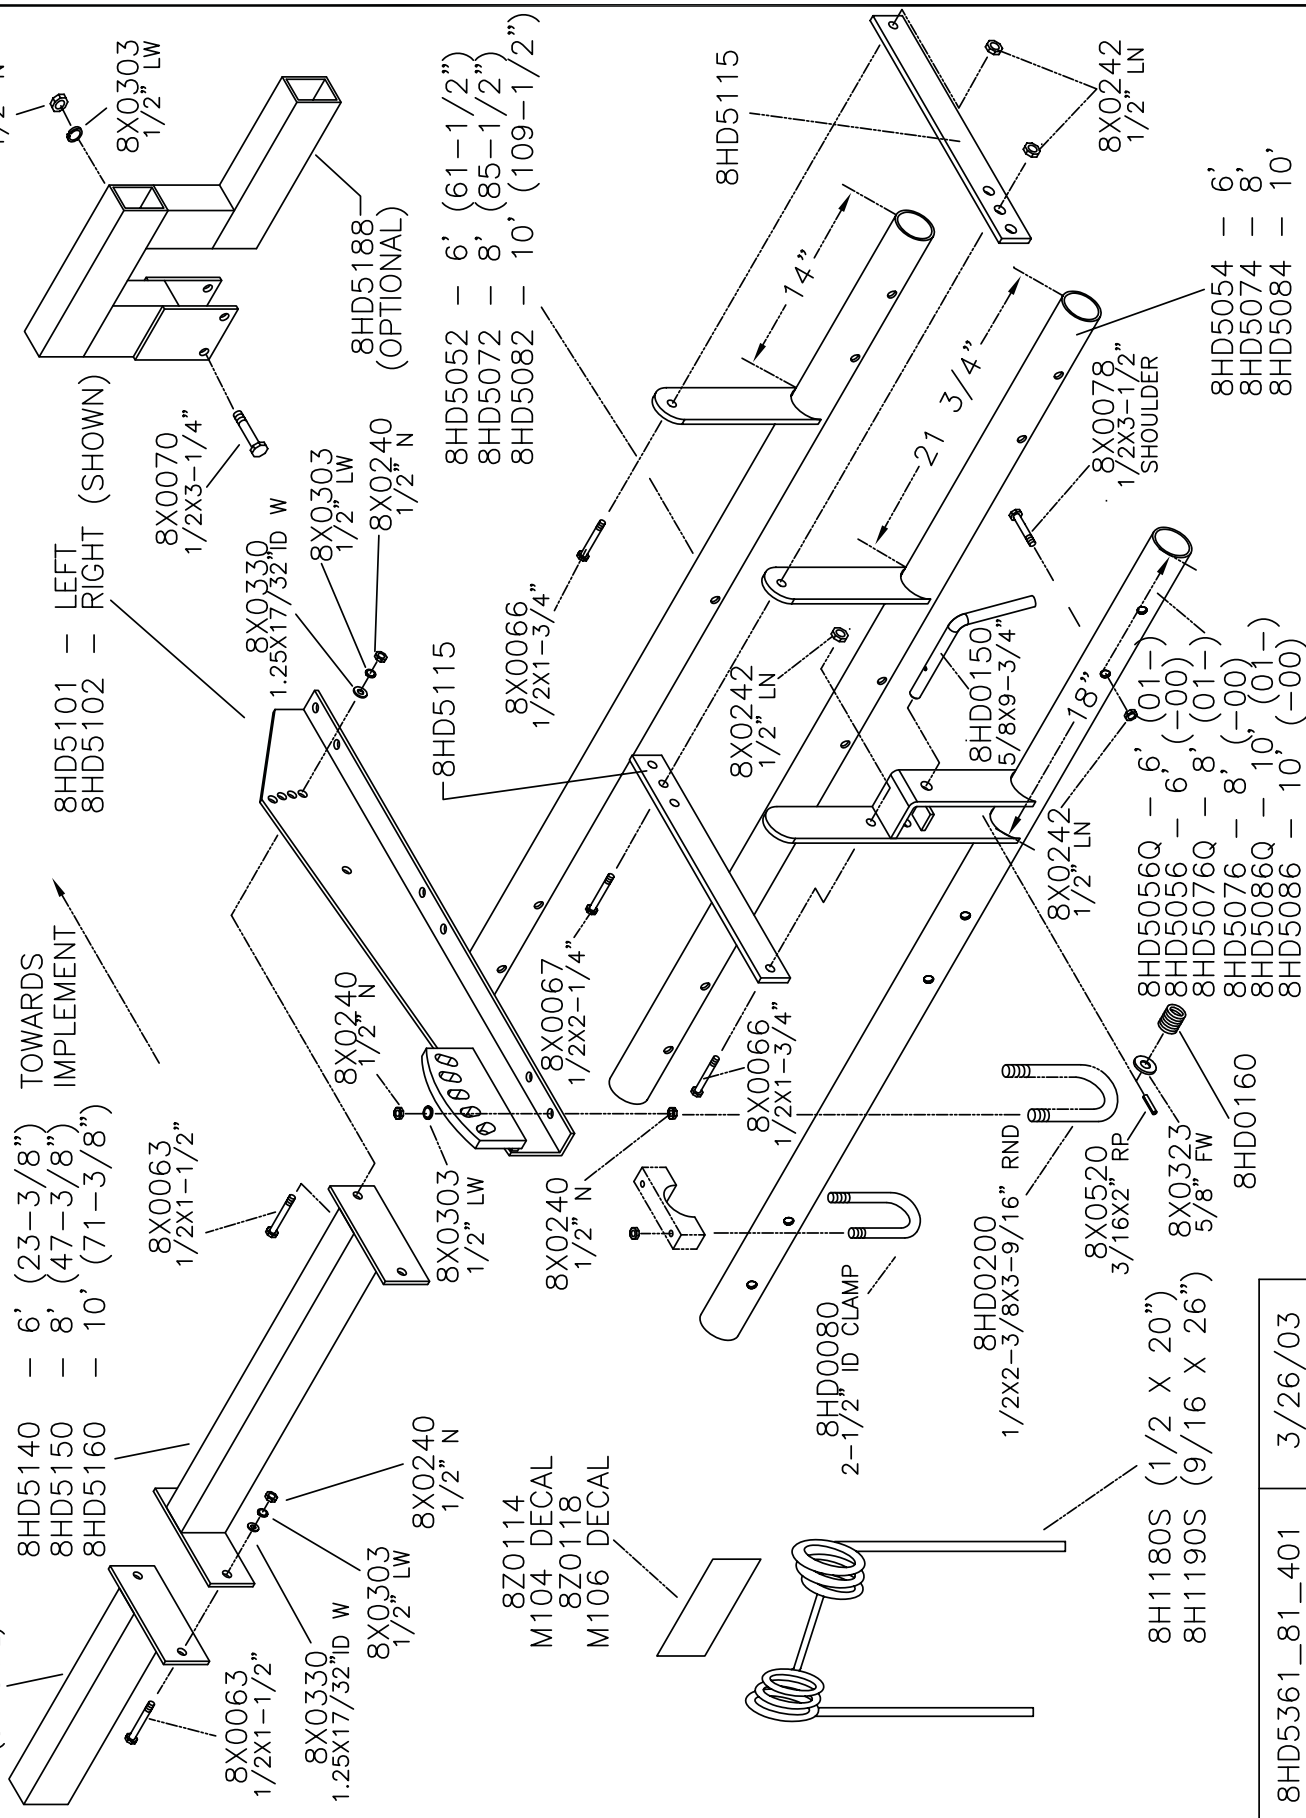 8X0303
1/2” LW
8HD5188
(OPTIONAL)
8X0070
1/2X3-1/4”
8HD5101 - LEFT
8HD5102 - RIGHT (SHOWN)
8HD5052 - 6’ (61-1/2”)
8HD5072 - 8’ (85-1/2”)
8HD5082 - 10’ (109-1/2”)
8HD5115
8X0242
1/2” LN
8X0330
1.25X17/32”ID W
8X0303
1/2” LW
8X0240
1/2” N
14”
21 3/4”
8X0066
1/2X1-3/4”
8HD5115
8X0078
1/2X3-1/2”
SHOULDER
8HD5054 - 6’
8HD5074 - 8’
8HD5084 - 10’
8X0242
1/2” LN
8HD0150
5/8X9-3/4”
18”
8X0242
1/2” LN
8HD5056Q - 6’ (01-)
8HD5056 - 6’ (-00)
8HD5076Q - 8’ (01-)
8HD5076 - 8’ (-00)
8HD5086Q - 10’ (01-)
8HD5086 - 10’ (-00)
TOWARDS
IMPLEMENT
8HD5140 - 6’ (23-3/8”)
8HD5150 - 8’ (47-3/8”)
8HD5160 - 10’ (71-3/8”)
8X0063
1/2X1-1/2”
8X0240
1/2” N
8X0067
1/2X2-1/4”
8X0066
1/2X1-3/4”
8X0303
1/2” LW
8X0240
1/2” N
8HD0080
2-1/2” ID CLAMP
8HD0200
1/2X2-3/8X3-9/16” RND
8X0520
3/16X2” RP
8X0323
5/8” FW
8HD0160
8X0240
1/2” N
8X0303
1/2” LW
8X0330
1.25X17/32”ID W
8X0063
1/2X1-1/2”
8Z0114
M104 DECAL
8Z0118
M106 DECAL
8H1180S (1/2 X 20”)
8H1190S (9/16 X 26”)
8HD5361_81_401
3/26/03